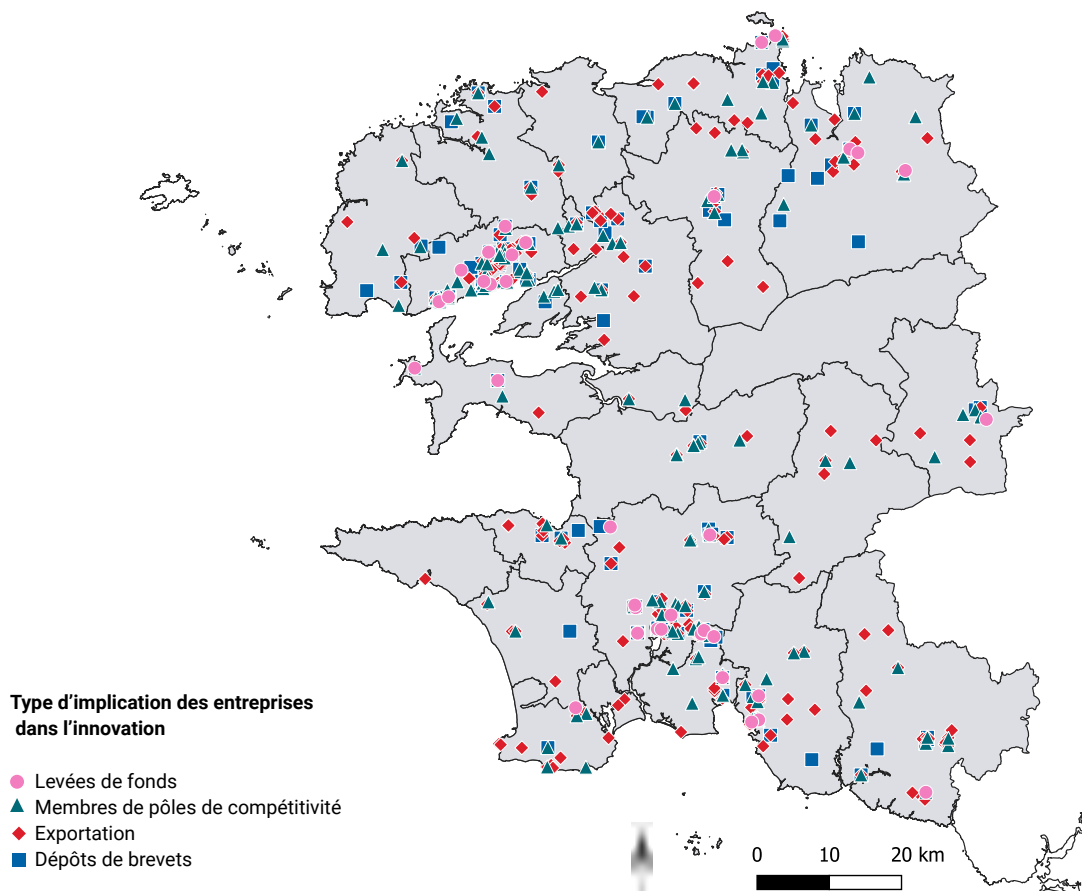 Type d’implication des entreprises
dans l’innovation
Levées de fonds
Membres de pôles de compétitivité
Exportation
Dépôts de brevets
0 10 20 km